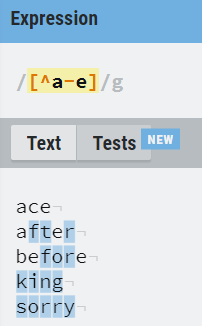 Expression
/[^a-e]/g
Text Tests NEW
ace¬
after¬
before¬
king¬
sorry¬